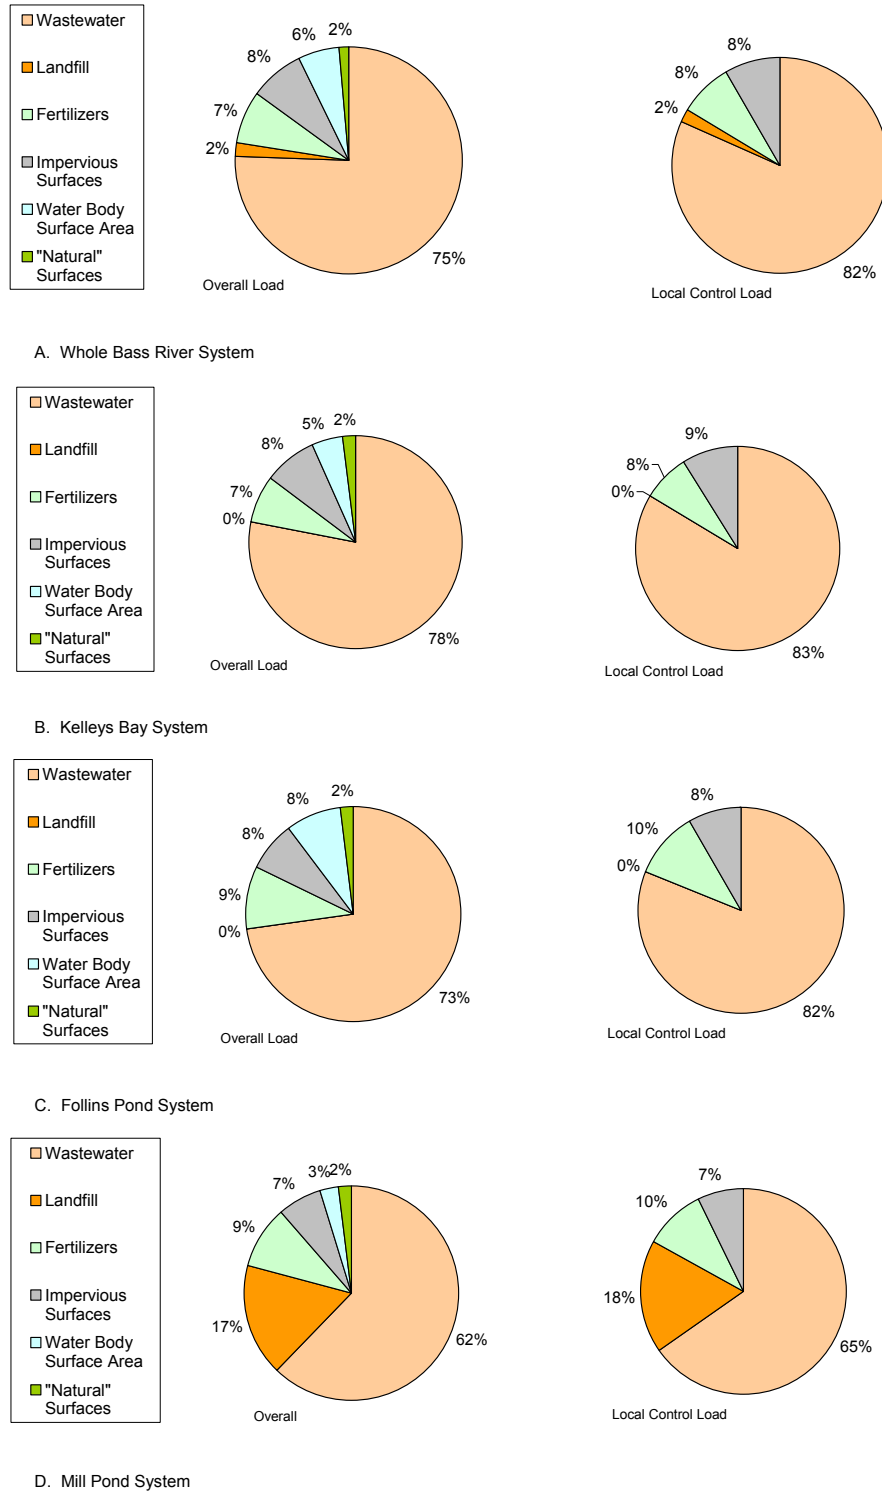 Wastewater
Landfill
Fertilizers
Impervious
Surfaces
Water Body
Surface Area
"Natural"
Surfaces
2%
6%
8%
7%
2%
75%
Overall Load
8%
8%
2%
82%
Local Control Load
A. Whole Bass River System
Wastewater
Landfill
Fertilizers
Impervious
Surfaces
Water Body
Surface Area
"Natural"
Surfaces
5%
2%
8%
7%
0%
78%
Overall Load
9%
8%
0%
83%
Local Control Load
B. Kelleys Bay System
Wastewater
Landfill
Fertilizers
Impervious
Surfaces
Water Body
Surface Area
"Natural"
Surfaces
2%
8%
8%
9%
0%
73%
Overall Load
8%
10%
0%
82%
Local Control Load
C. Follins Pond System
Wastewater
Landfill
Fertilizers
Impervious
Surfaces
Water Body
Surface Area
"Natural"
Surfaces
3%
2%
7%
9%
17%
62%
Overall
7%
10%
18%
65%
Local Control Load
D. Mill Pond System